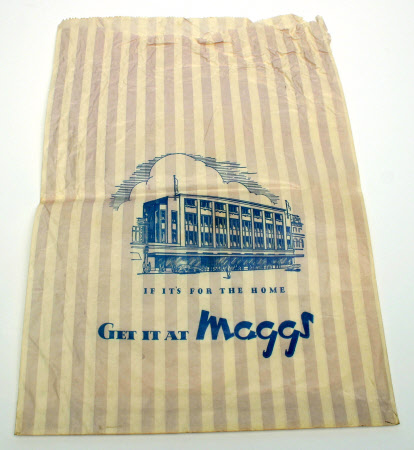 IF IT'S FOR THE HOME
GET IT AT Maggs